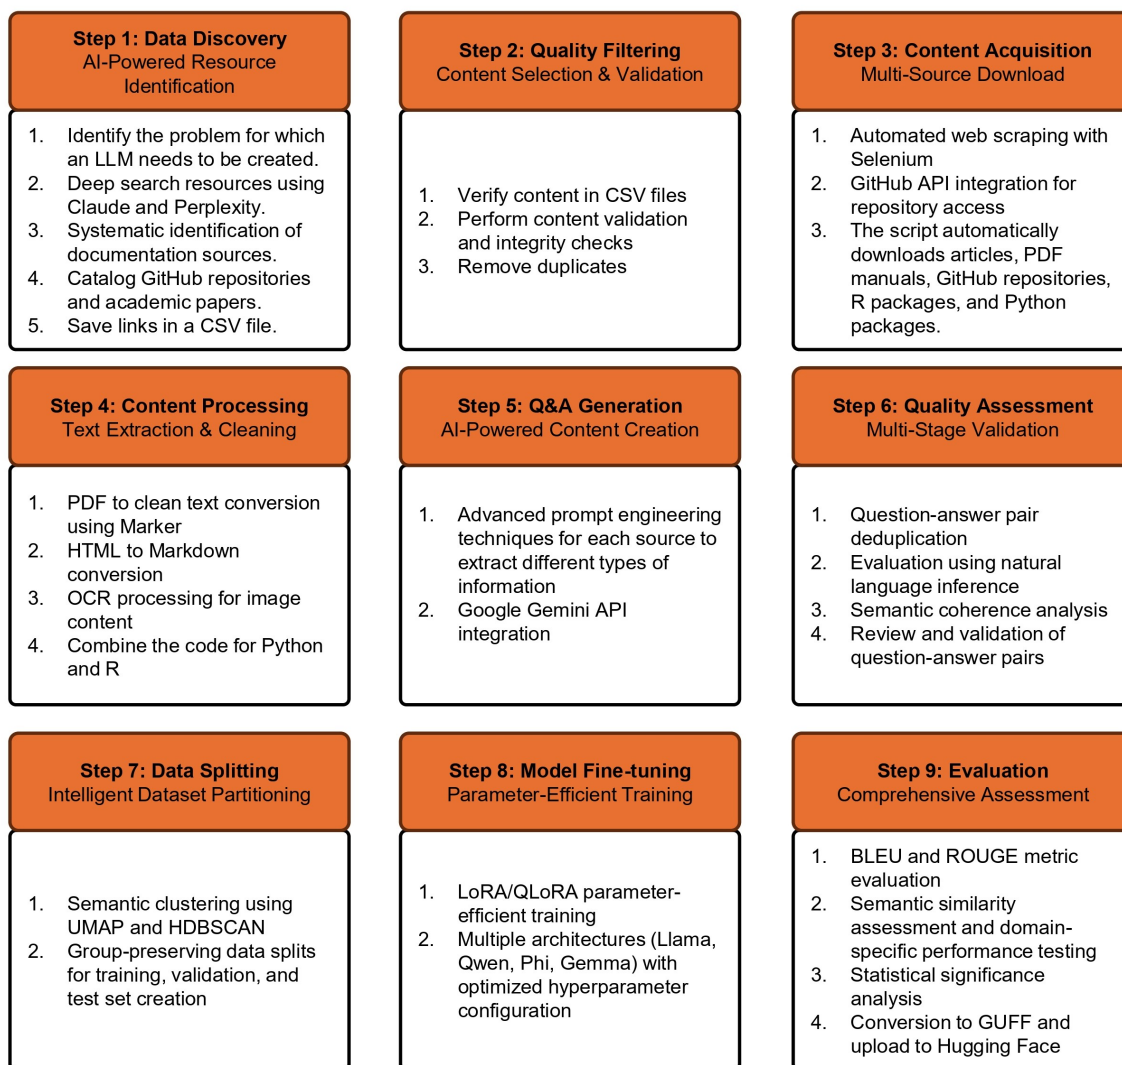 Step 1: Data Discovery
AI-Powered Resource
Identification
1. Identify the problem for which
an LLM needs to be created.
2. Deep search resources using
Claude and Perplexity.
3. Systematic identification of
documentation sources.
4. Catalog GitHub repositories
and academic papers.
5. Save links in a CSV file.
Step 2: Quality Filtering
Content Selection & Validation
1. Verify content in CSV files
2. Perform content validation
and integrity checks
3. Remove duplicates
Step 3: Content Acquisition
Multi-Source Download
1. Automated web scraping with
Selenium
2. GitHub API integration for
repository access
3. The script automatically
downloads articles, PDF
manuals, GitHub repositories,
R packages, and Python
packages.
Step 4: Content Processing
Text Extraction & Cleaning
1. PDF to clean text conversion
using Marker
2. HTML to Markdown
conversion
3. OCR processing for image
content
4. Combine the code for Python
and R
Step 5: Q&A Generation
AI-Powered Content Creation
1. Advanced prompt engineering
techniques for each source to
extract different types of
information
2. Google Gemini API
integration
Step 6: Quality Assessment
Multi-Stage Validation
1. Question-answer pair
deduplication
2. Evaluation using natural
language inference
3. Semantic coherence analysis
4. Review and validation of
question-answer pairs
Step 7: Data Splitting
Intelligent Dataset Partitioning
1. Semantic clustering using
UMAP and HDBSCAN
2. Group-preserving data splits
for training, validation, and
test set creation
Step 8: Model Fine-tuning
Parameter-Efficient Training
1. LoRA/QLoRA parameter-
efficient training
2. Multiple architectures (Llama,
Qwen, Phi, Gemma) with
optimized hyperparameter
configuration
Step 9: Evaluation
Comprehensive Assessment
1. BLEU and ROUGE metric
evaluation
2. Semantic similarity
assessment and domain-
specific performance testing
3. Statistical significance
analysis
4. Conversion to GUFF and
upload to Hugging Face